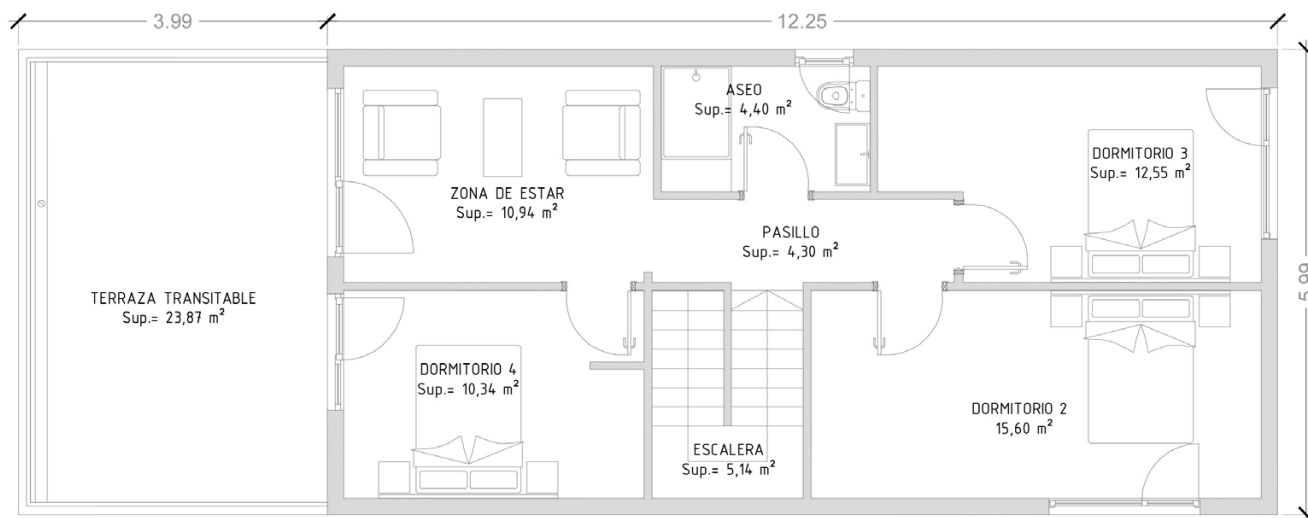 3.99
12.25
5.99
ASEO
Sup.= 4,40 m²
DORMITORIO 3
Sup.= 12,55 m²
ZONA DE ESTAR
Sup.= 10,94 m²
PASILLO
Sup.= 4,30 m²
TERRAZA TRANSITABLE
Sup.= 23,87 m²
DORMITORIO 4
Sup.= 10,34 m²
DORMITORIO 2
15,60 m²
ESCALERA
Sup.= 5,14 m²